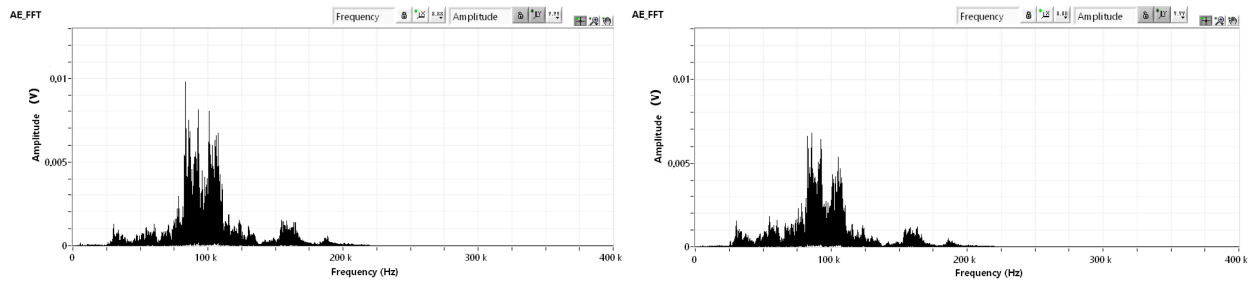 AE_FFT
Frequency
Amplitude
Amplitude (V)
0,01
0,005
0
0
100 k
200 k
300 k
400 k
Frequency (Hz)
AE_FFT
Frequency
Amplitude
Amplitude (V)
0,01
0,005
0
0
100 k
200 k
300 k
400 k
Frequency (Hz)